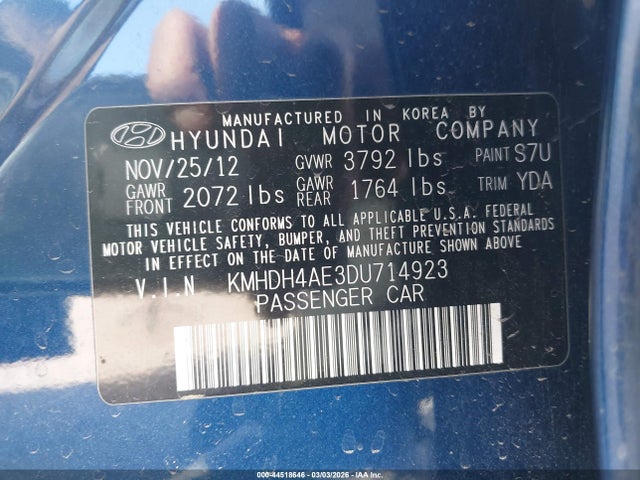 MANUFACTURED IN KOREA BY
HYUNDAI MOTOR COMPANY
NOV/25/12 GVWR 3792 lbs PAINT S7U
GAWR FRONT 2072 lbs GAWR REAR 1764 lbs TRIM YDA
THIS VEHICLE CONFORMS TO ALL APPLICABLE U.S.A. FEDERAL
MOTOR VEHICLE SAFETY, BUMPER, AND THEFT PREVENTION STANDARDS
IN EFFECT ON THE DATE OF MANUFACTURE SHOWN ABOVE.
V.I.N KMHDH4AE3DU714923
PASSENGER CAR
000-44518646 - 03/03/2026 - IAA Inc.